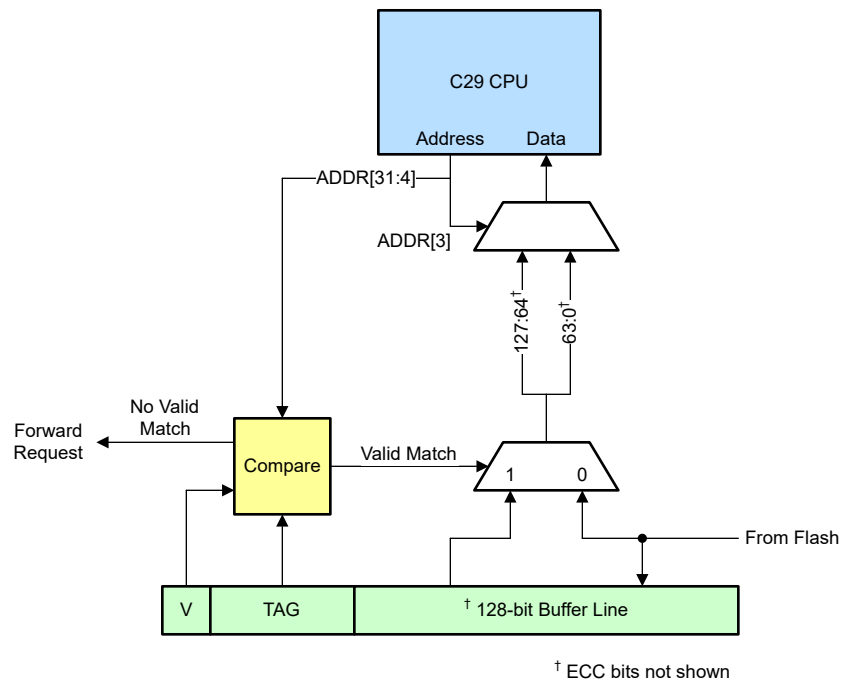 C29 CPU
Address
Data
ADDR[31:4]
ADDR[3]
127:64†
63:0†
No Valid
Match
Forward
Request
Compare
Valid Match
1
0
From Flash
V
TAG
† 128-bit Buffer Line
† ECC bits not shown